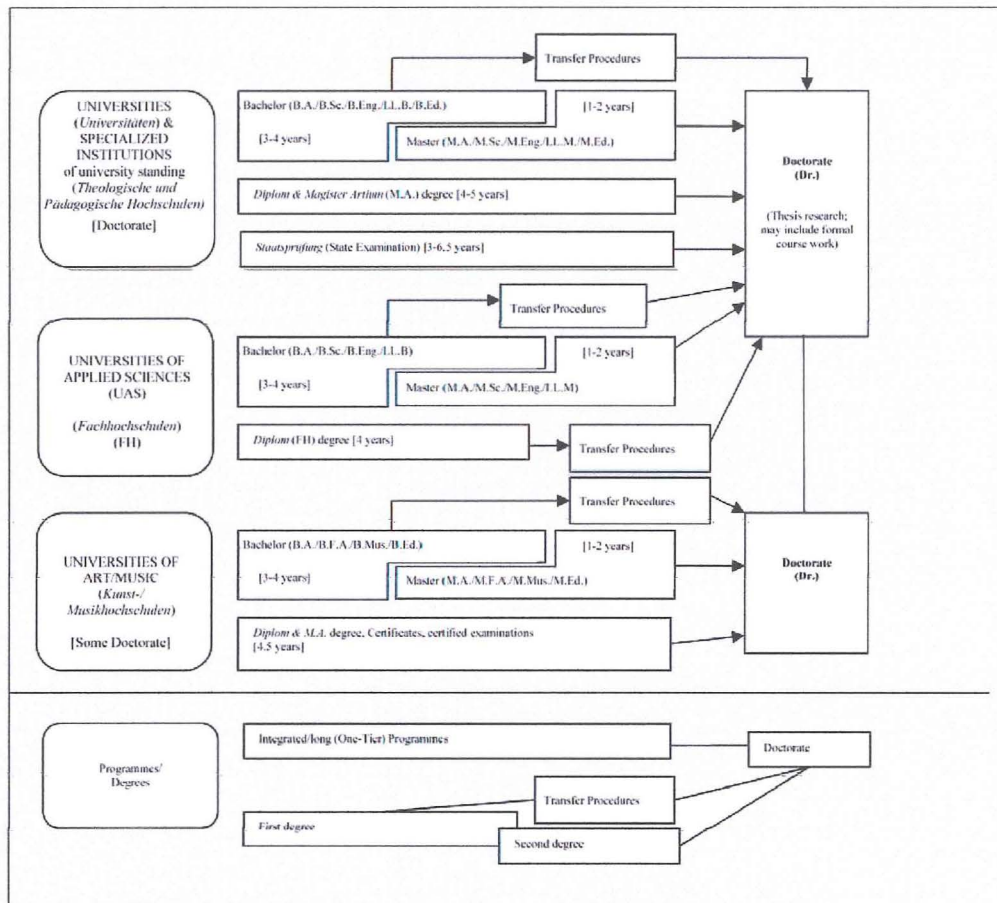 Transfer Procedures
UNIVERSITIES
(Universitäten) &
SPECIALIZED
INSTITUTIONS
of university standing
(Theologische und
Pädagogische Hochschulen)
[Doctorate]
Bachelor (B.A./B.Sc./B.Eng./LL.B./B.Ed.)
[3-4 years]
[1-2 years]
Master (M.A./M.Sc./M.Eng./LL.M./M.Ed.)
Diplom & Magister Artium (M.A.) degree [4-5 years]
Staatsprüfung (State Examination) [3-6.5 years]
Doctorate
(Dr.)
(Thesis research;
may include formal
course work)
Transfer Procedures
UNIVERSITIES OF
APPLIED SCIENCES
(UAS)
(Fachhochschulen)
(FH)
Bachelor (B.A./B.Sc./B.Eng./LL.B)
[3-4 years]
[1-2 years]
Master (M.A./M.Sc./M.Eng./LL.M)
Diplom (FH) degree [4 years]
Transfer Procedures
Transfer Procedures
UNIVERSITIES OF
ART/MUSIC
(Kunst-/
Musikhochschulen)
[Some Doctorate]
Bachelor (B.A./B.F.A./B.Mus./B.Ed.)
[3-4 years]
[1-2 years]
Master (M.A./M.F.A./M.Mus./M.Ed.)
Diplom & M.A. degree, Certificates, certified examinations
[4.5 years]
Doctorate
(Dr.)
Programmes/
Degrees
Integrated/long (One-Tier) Programmes
Doctorate
Transfer Procedures
First degree
Second degree